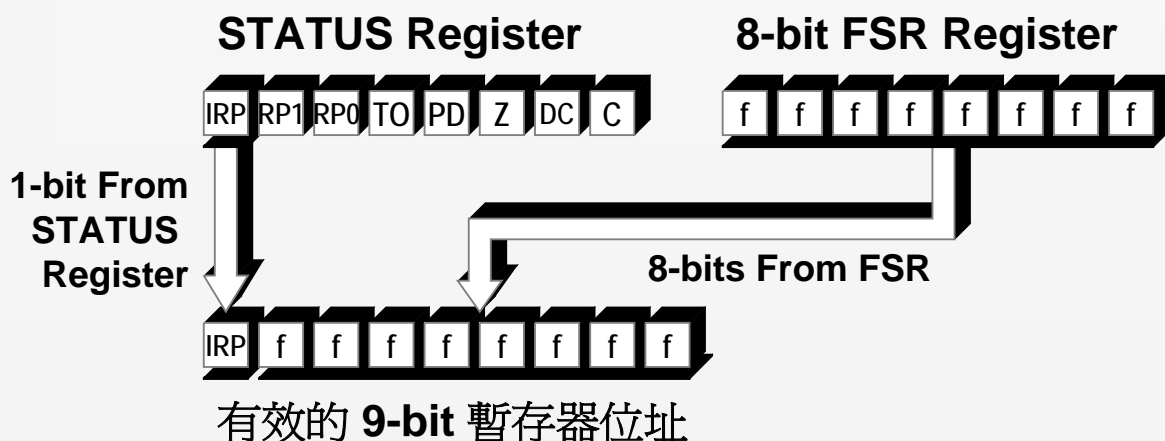 STATUS Register
8-bit FSR Register
IRP RP1 RP0 TO PD Z DC C
f f f f f f f f
1-bit From
STATUS
Register
8-bits From FSR
IRP f f f f f f f f
有效的 9-bit 暫存器位址